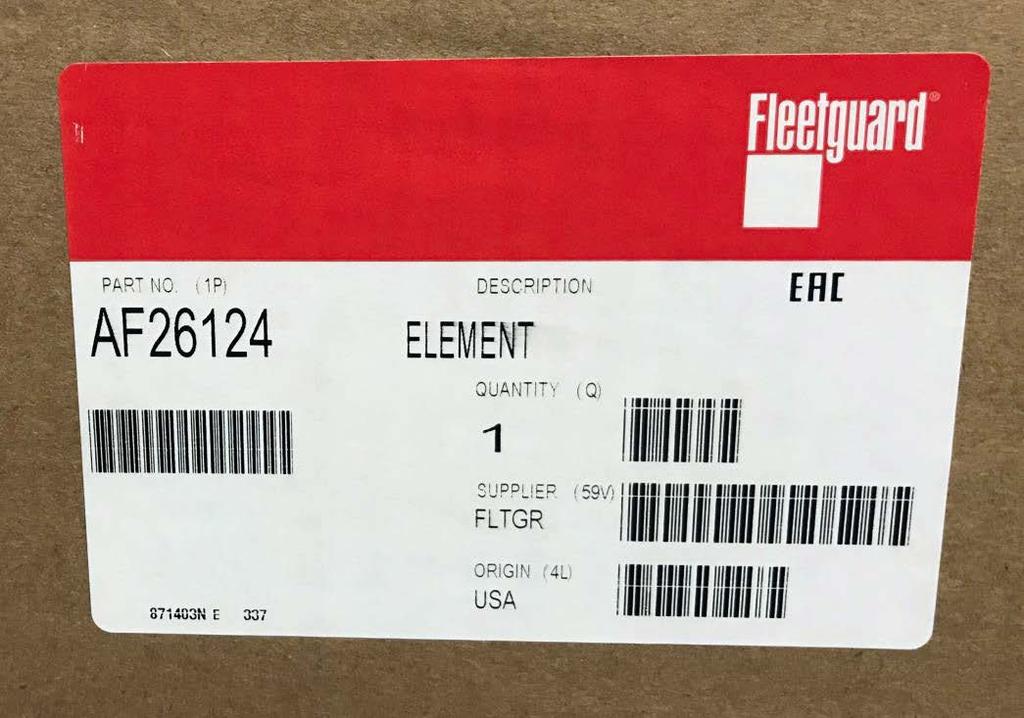 Fleetguard®
PART NO. (1P)
DESCRIPTION
EAC
AF26124
ELEMENT
QUANTITY (Q)
1
SUPPLIER (59V)
FLTGR
ORIGIN (4L)
USA
871403N E 337